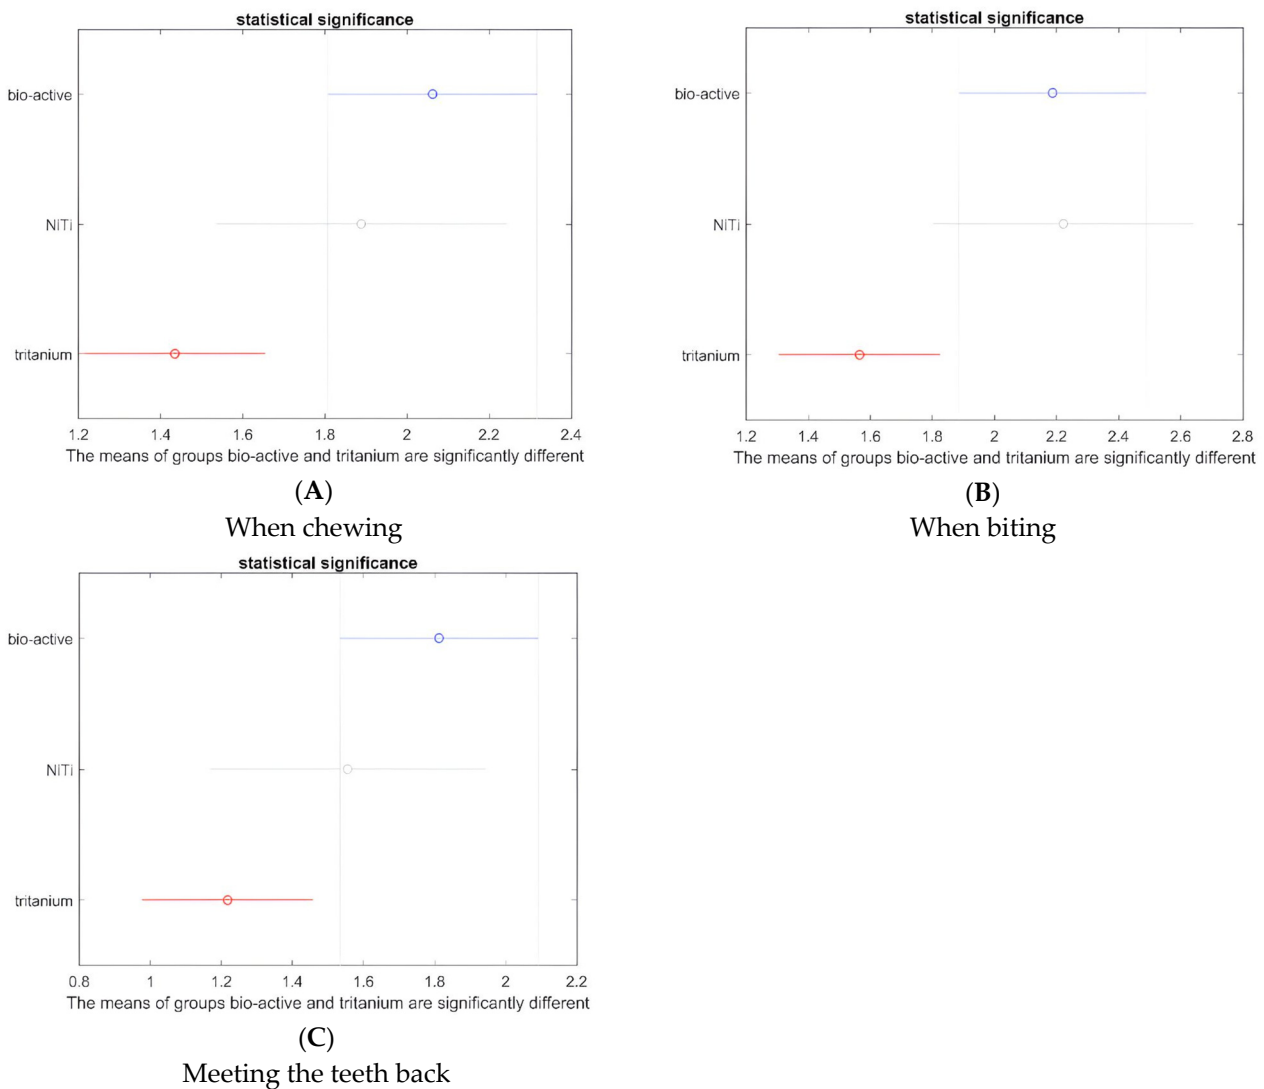 statistical significance
bio-active
NITi
tritanium
1.2 1.4 1.6 1.8 2 2.2 2.4
The means of groups bio-active and tritanium are significantly different
(A)
When chewing
statistical significance
bio-active
NITi
tritanium
1.2 1.4 1.6 1.8 2 2.2 2.4 2.6 2.8
The means of groups bio-active and tritanium are significantly different
(B)
When biting
statistical significance
bio-active
NITi
tritanium
0.8 1 1.2 1.4 1.6 1.8 2 2.2
The means of groups bio-active and tritanium are significantly different
(C)
Meeting the teeth back